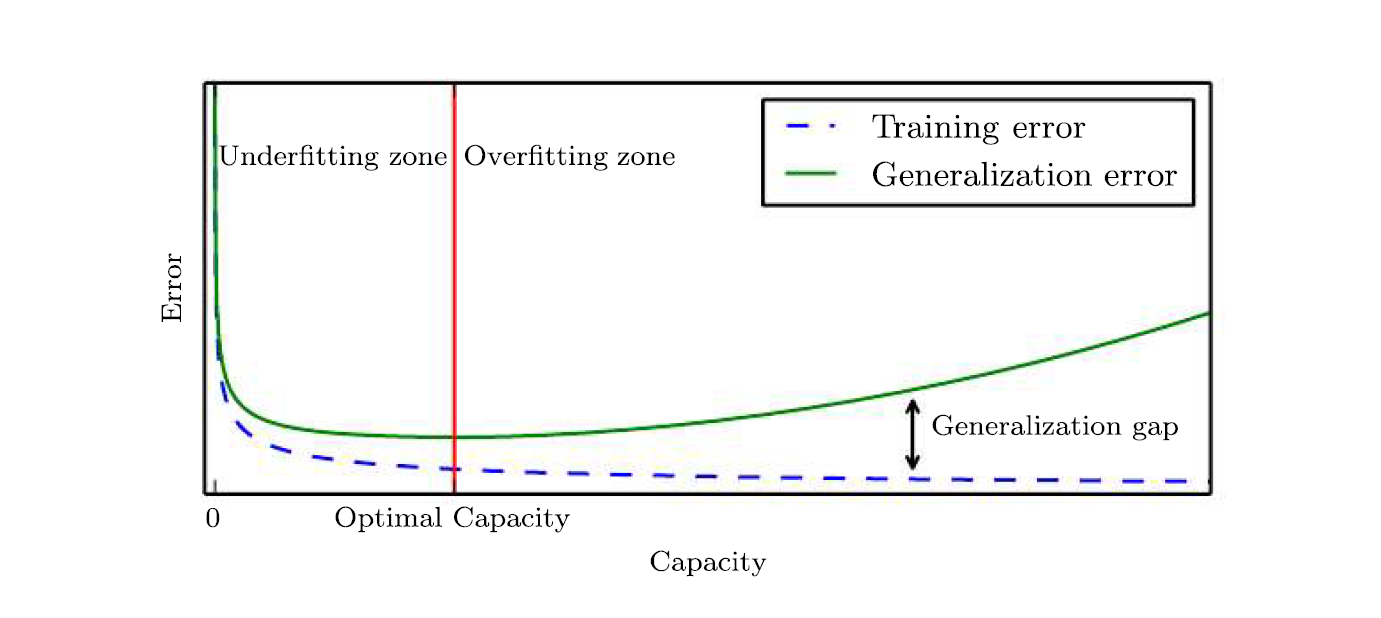 Training error
Generalization error
Underfitting zone
Overfitting zone
Error
Generalization gap
0
Optimal Capacity
Capacity